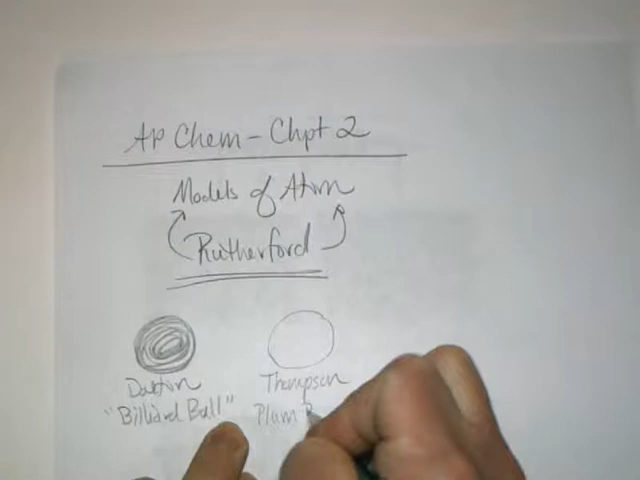 AP Chem - Chpt 2
Models of Atom
Rutherford
Dalton
"Billiard Ball"
Thompson
Plum P